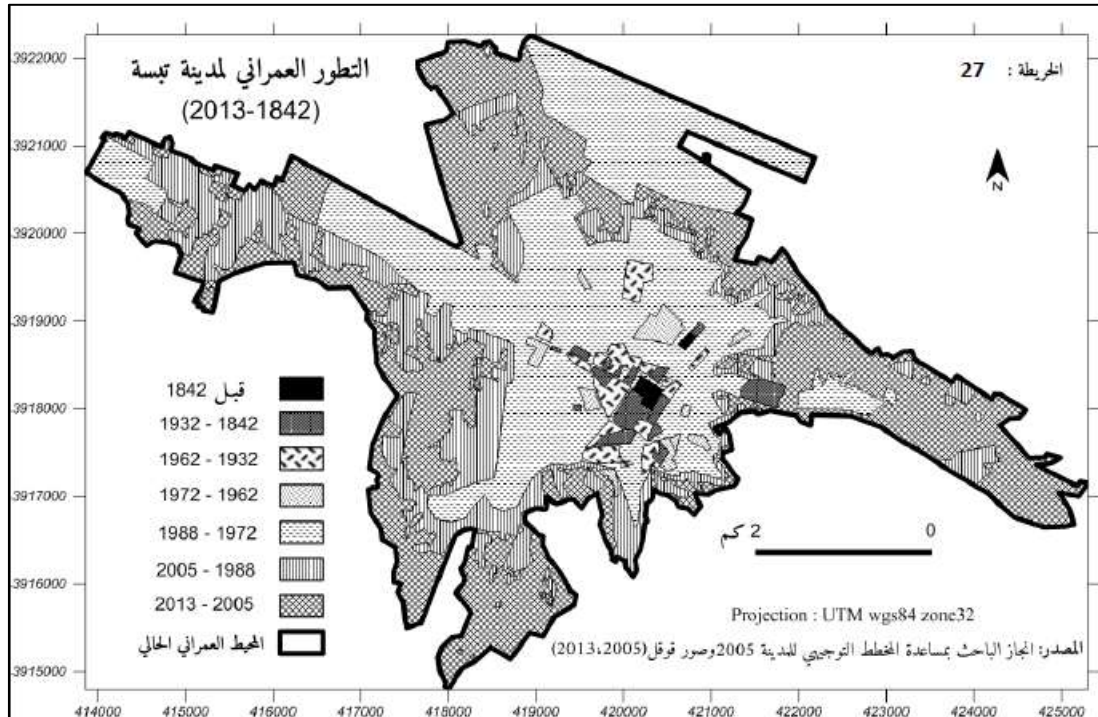 التطور العمراني لمدينة تبسة
(2013-1842)
الخريطة : 27
N
قبل 1842
1932 - 1842
1962 - 1932
1972 - 1962
1988 - 1972
2005 - 1988
2013 - 2005
المحيط العمراني الحالي
2 كم
0
Projection : UTM wgs84 zone32
المصدر: انجاز الباحث بمساعدة المخطط التوجيهي للمدينة 2005 وصور قوقل(2013،2005)
3922000
3921000
3920000
3919000
3918000
3917000
3916000
3915000
414000 415000 416000 417000 418000 419000 420000 421000 422000 423000 424000 425000